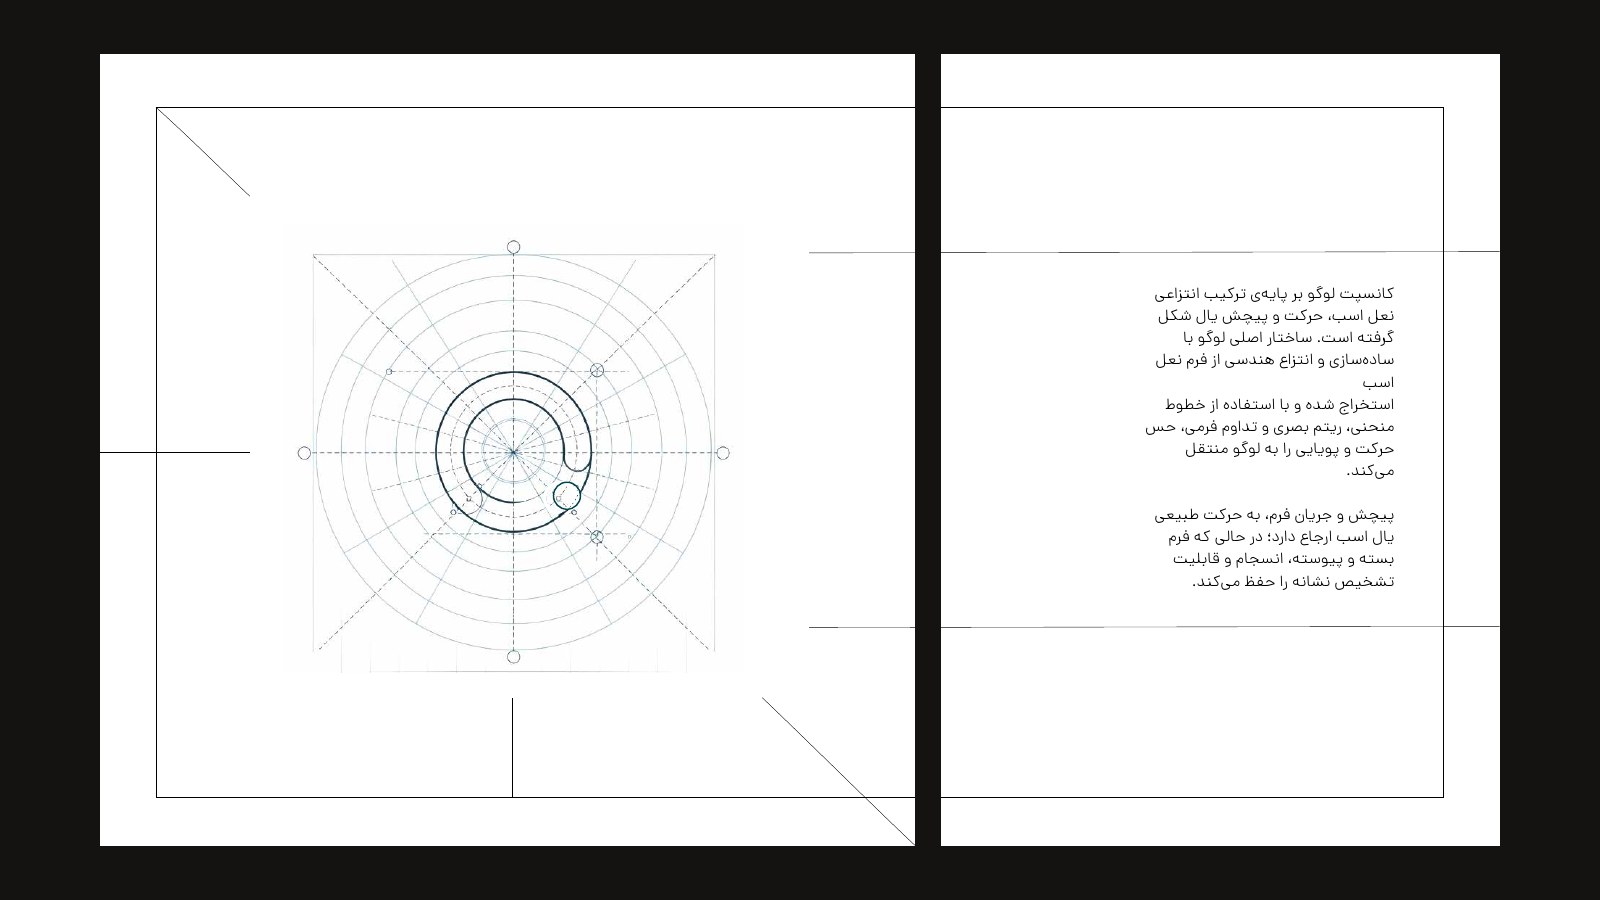 کانسپت لوگو بر پایه‌ی ترکیب انتزاعی
نعل اسب، حرکت و پیچش یال شکل
گرفته است. ساختار اصلی لوگو با
ساده‌سازی و انتزاع هندسی از فرم نعل
اسب
استخراج شده و با استفاده از خطوط
منحنی، ریتم بصری و تداوم فرمی، حس
حرکت و پویایی را به لوگو منتقل
می‌کند.
پیچش و جریان فرم، به حرکت طبیعی
یال اسب ارجاع دارد؛ در حالی که فرم
بسته و پیوسته، انسجام و قابلیت
تشخیص نشانه را حفظ می‌کند.